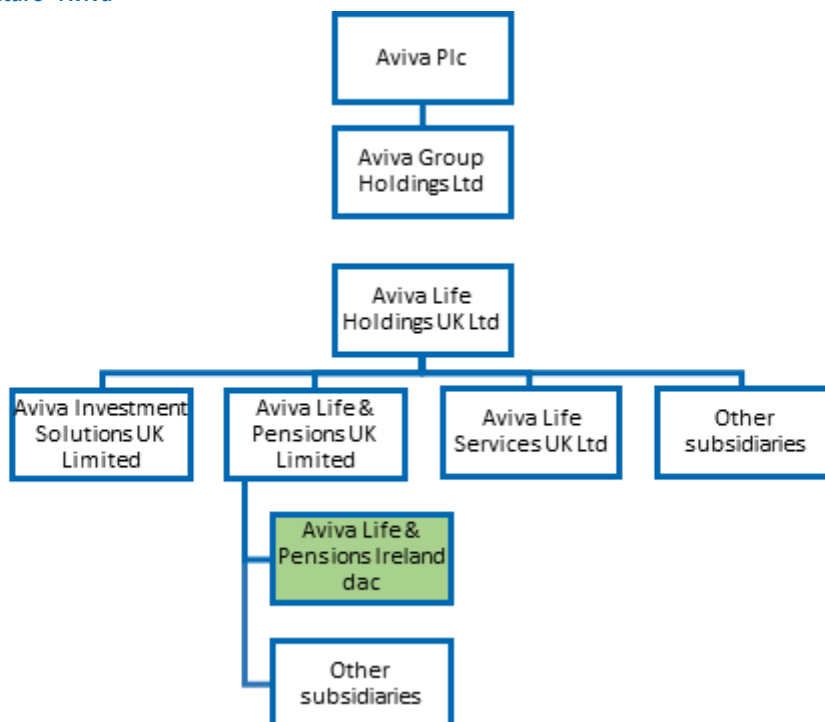 Aviva
Aviva Plc
Aviva Group
Holdings Ltd
Aviva Life
Holdings UK Ltd
Aviva Investment
Solutions UK
Limited
Aviva Life &
Pensions UK
Limited
Aviva Life
Services UK Ltd
Other
subsidiaries
Aviva Life &
Pensions Ireland
dac
Other
subsidiaries